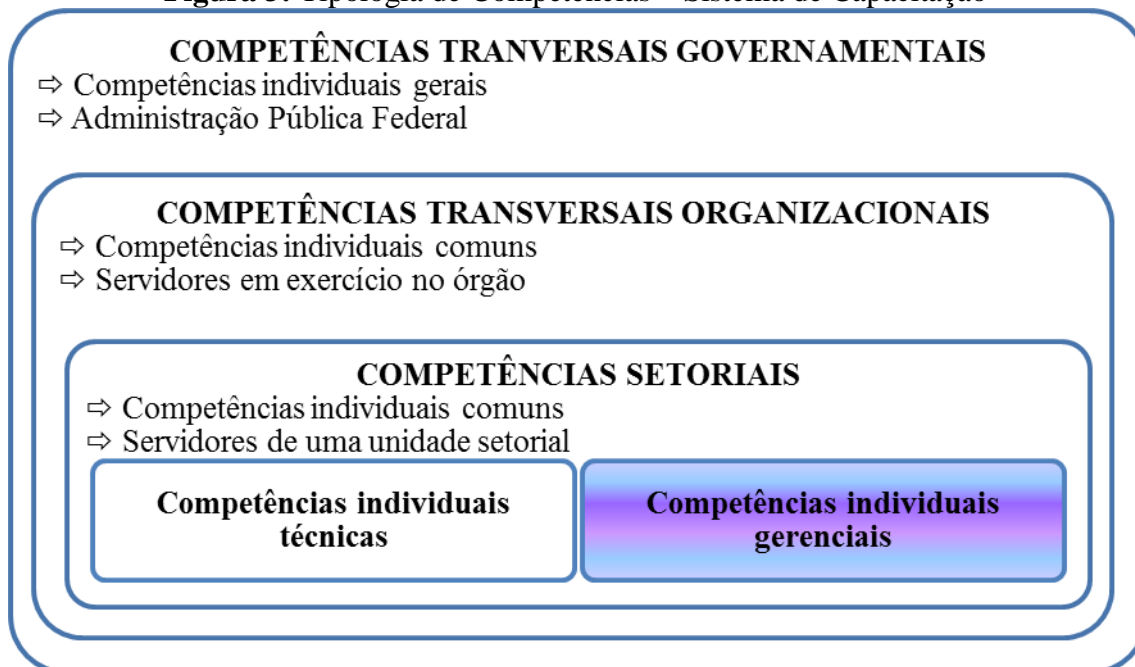 COMPETÊNCIAS TRANVERSAIS GOVERNAMENTAIS
⇨ Competências individuais gerais
⇨ Administração Pública Federal
COMPETÊNCIAS TRANSVERSAIS ORGANIZACIONAIS
⇨ Competências individuais comuns
⇨ Servidores em exercício no órgão
COMPETÊNCIAS SETORIAIS
⇨ Competências individuais comuns
⇨ Servidores de uma unidade setorial
Competências individuais
técnicas
Competências individuais
gerenciais